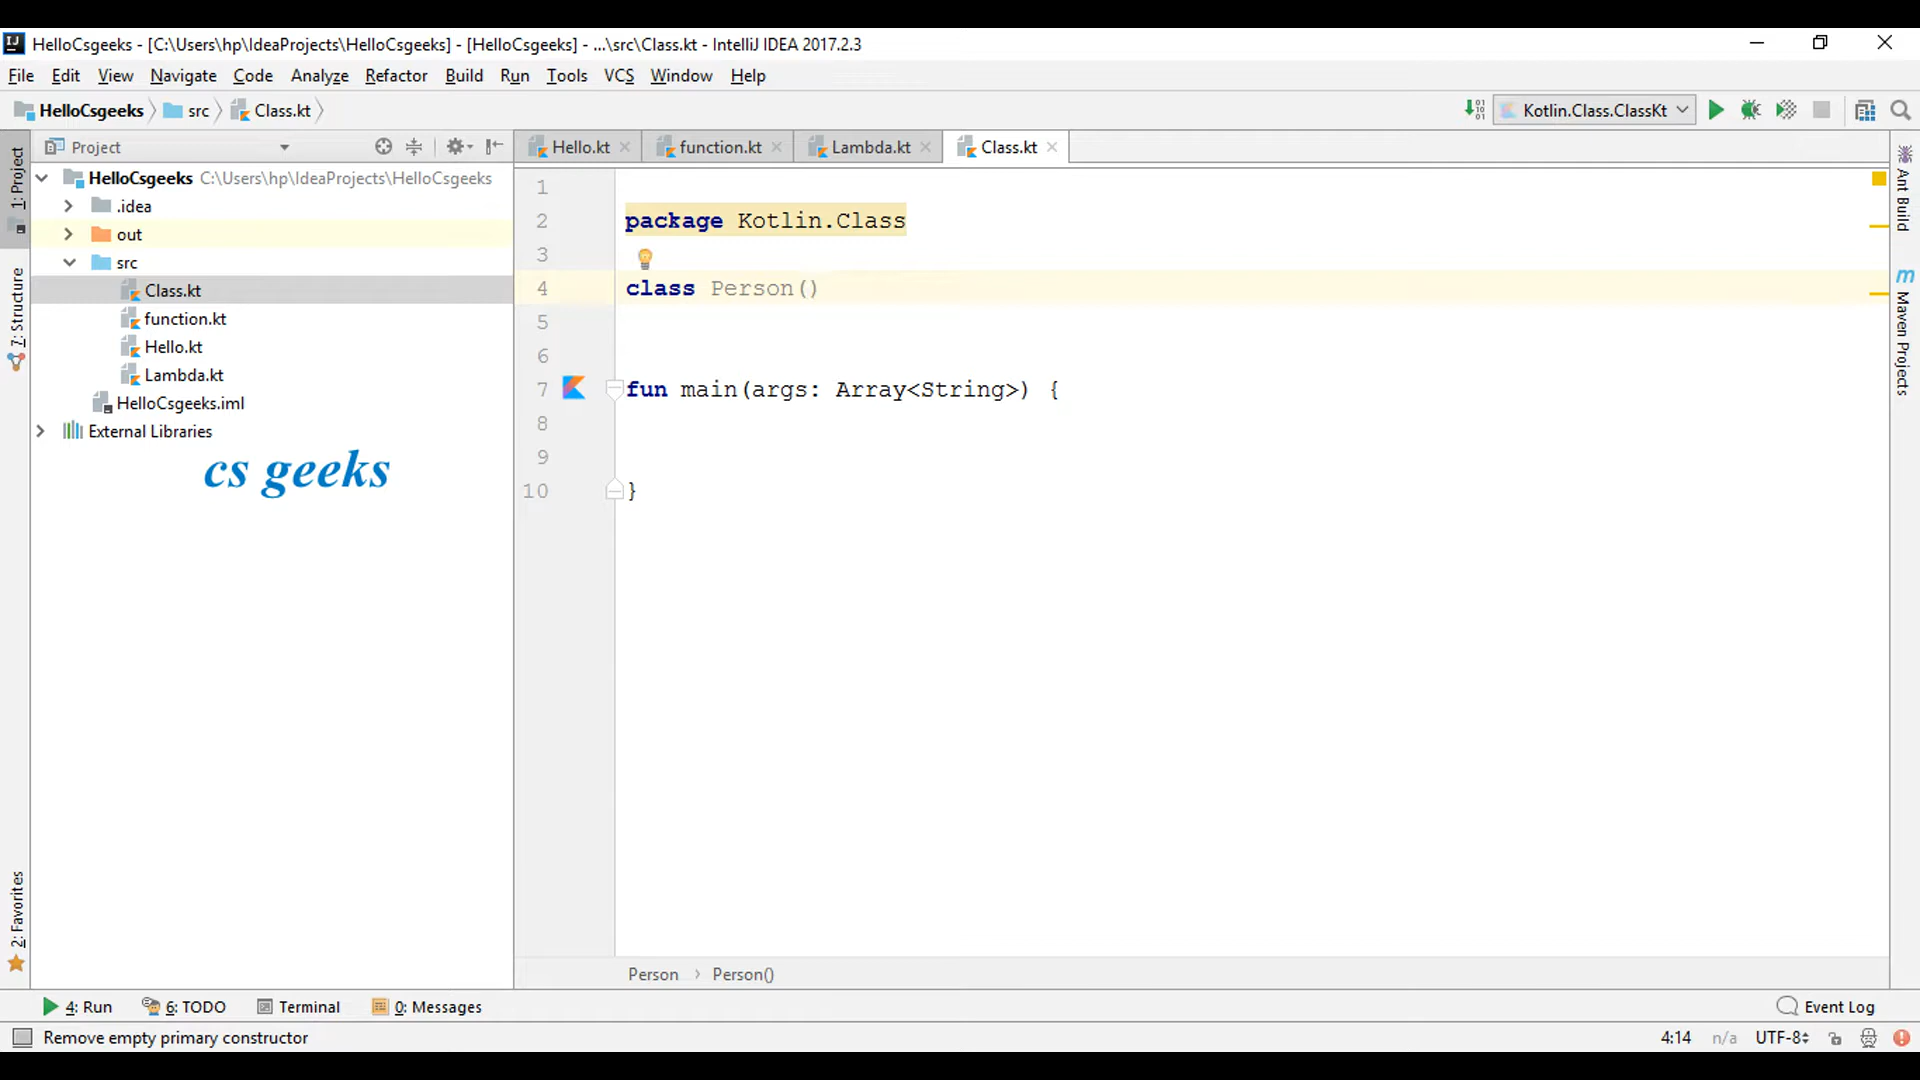 HelloCsgeeks - [C:\Users\hp\IdeaProjects\HelloCsgeeks] - [HelloCsgeeks] - ...\src\Class.kt - IntelliJ IDEA 2017.2.3
File Edit View Navigate Code Analyze Refactor Build Run Tools VCS Window Help
HelloCsgeeks src Class.kt
Kotlin.Class.ClassKt
Project
Hello.kt function.kt Lambda.kt Class.kt
1: Project
7: Structure
2: Favorites
HelloCsgeeks C:\Users\hp\IdeaProjects\HelloCsgeeks
.idea
out
src
Class.kt
function.kt
Hello.kt
Lambda.kt
HelloCsgeeks.iml
External Libraries
cs geeks
1
2 package Kotlin.Class
3
4 class Person()
5
6
7 fun main(args: Array<String>) {
8
9
10 }
Ant Build
Maven Projects
Person Person()
4: Run 6: TODO Terminal 0: Messages
Event Log
Remove empty primary constructor
4:14 n/a UTF-8